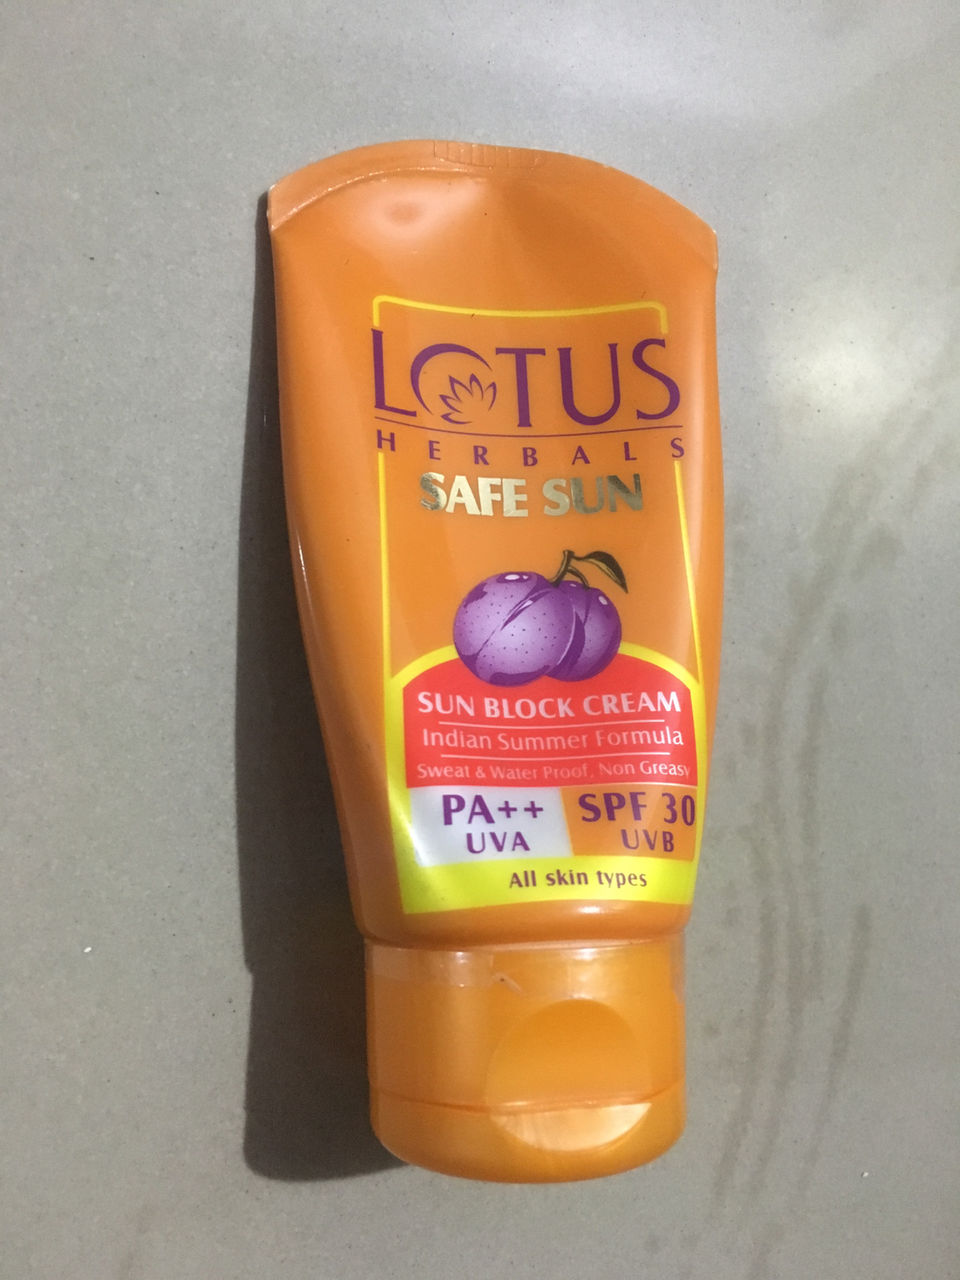 LOTUS
HERBALS
SAFE SUN
SUN BLOCK CREAM
Indian Summer Formula
Sweat & Water Proof, Non Greasy
PA++ SPF 30
UVA UVB
All skin types